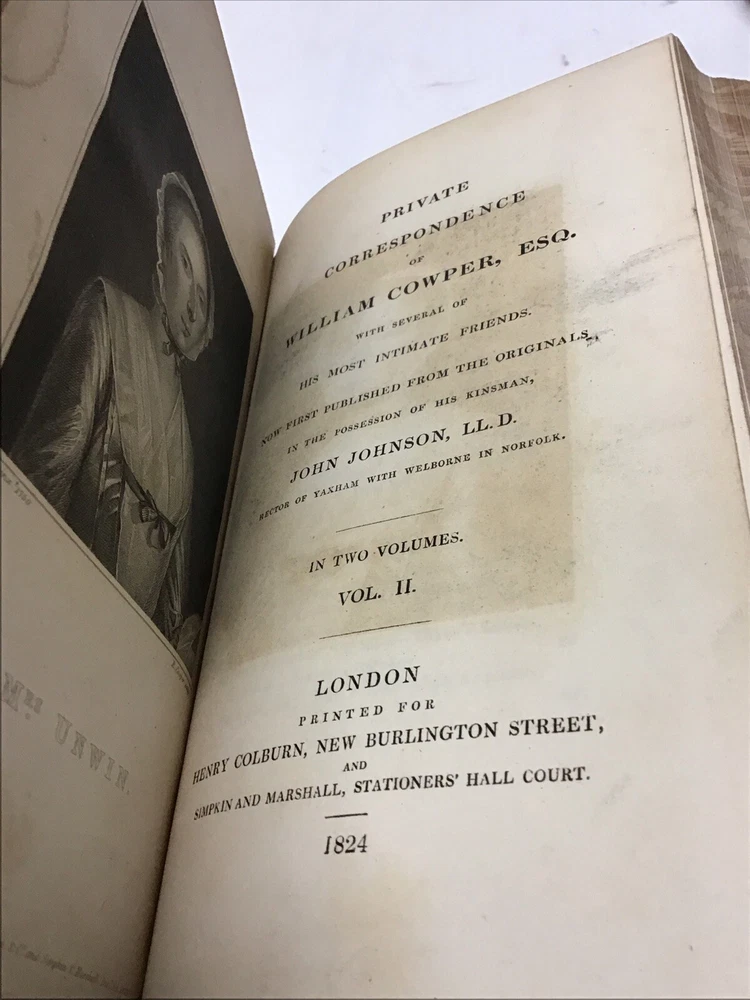 PRIVATE
CORRESPONDENCE
OF
WILLIAM COWPER, ESQ.
WITH SEVERAL OF
HIS MOST INTIMATE FRIENDS.
NOW FIRST PUBLISHED FROM THE ORIGINALS
IN THE POSSESSION OF HIS KINSMAN,
JOHN JOHNSON, LL. D.
RECTOR OF YAXHAM WITH WELBORNE IN NORFOLK.
IN TWO VOLUMES.
VOL. II.
LONDON
PRINTED FOR
HENRY COLBURN, NEW BURLINGTON STREET,
AND
SIMPKIN AND MARSHALL, STATIONERS' HALL COURT.
1824
MRS UNWIN.